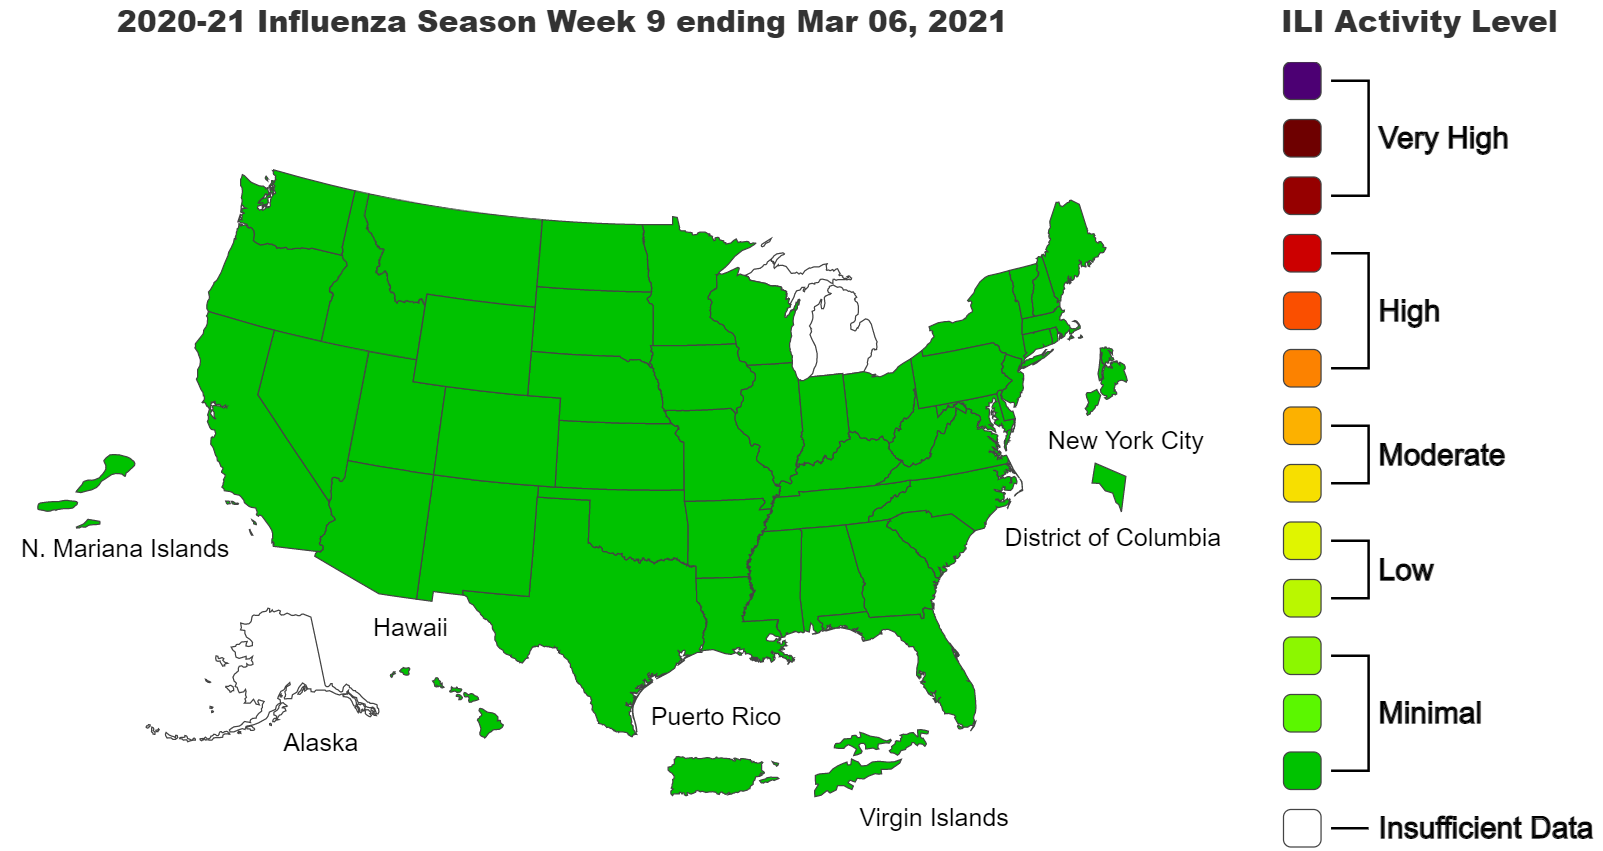 2020-21 Influenza Season Week 9 ending Mar 06, 2021
ILI Activity Level
Very High
High
Moderate
Low
Minimal
Insufficient Data
New York City
District of Columbia
N. Mariana Islands
Hawaii
Alaska
Puerto Rico
Virgin Islands